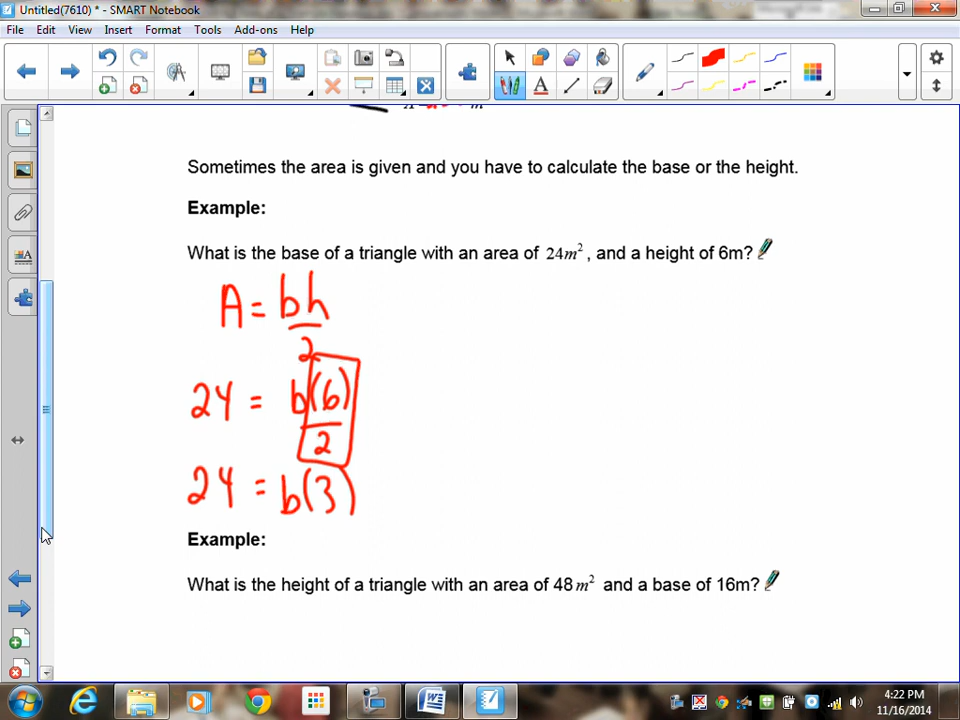 Untitled(7610) * - SMART Notebook
File Edit View Insert Format Tools Add-ons Help
Sometimes the area is given and you have to calculate the base or the height.
Example:
What is the base of a triangle with an area of 24m², and a height of 6m?
A = bh
2
24 = b(6)
2
24 = b(3)
Example:
What is the height of a triangle with an area of 48m² and a base of 16m?
4:22 PM
11/16/2014